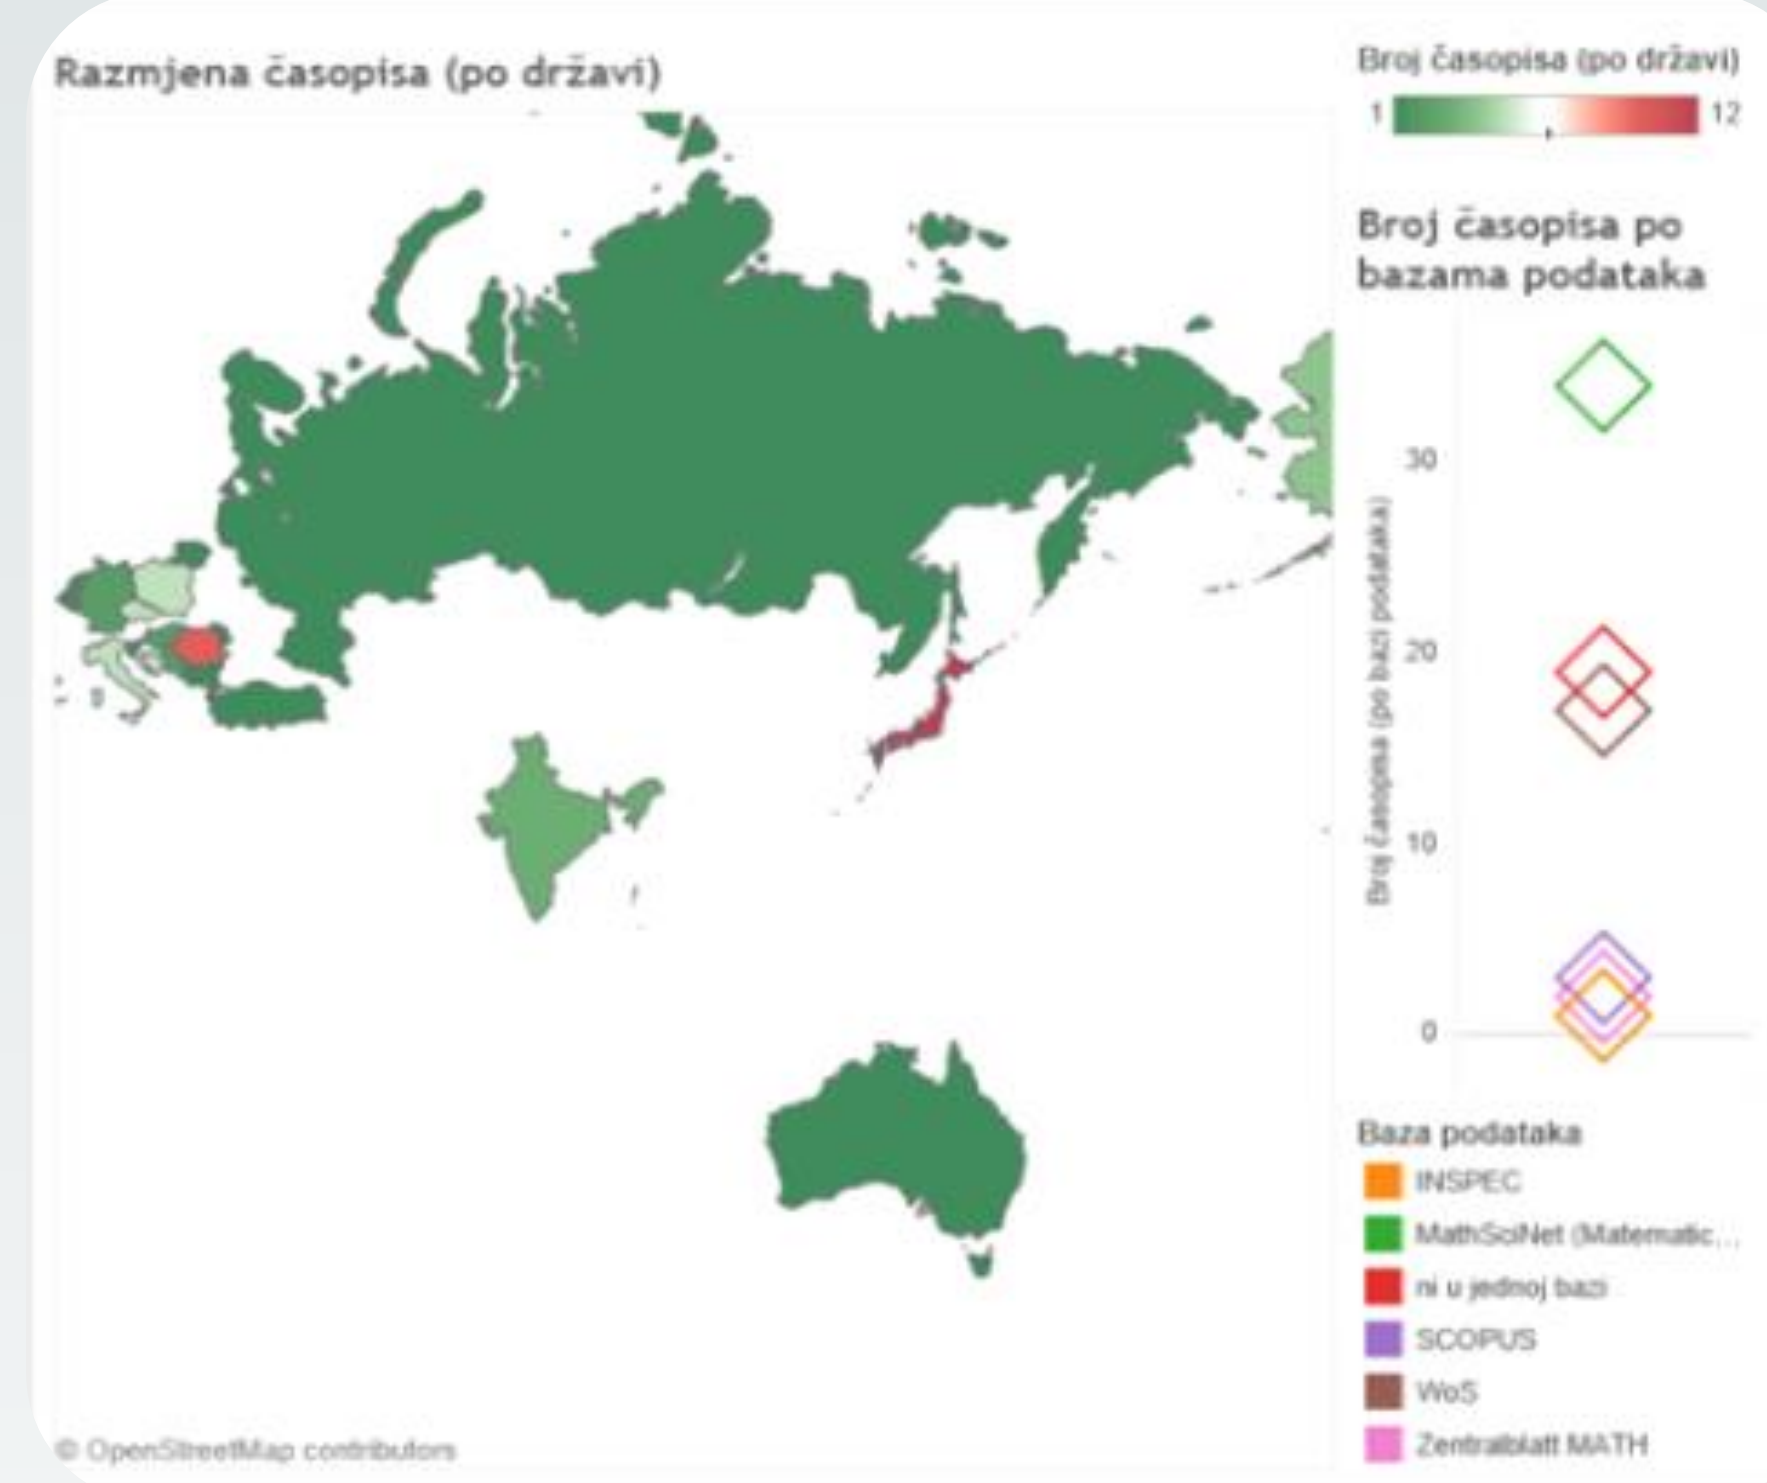 Razmjena časopisa (po državi)
Broj časopisa (po državi)
1
12
Broj časopisa po
bazama podataka
Broj časopisa (po bazi podataka)
30
20
10
0
Baza podataka
INSPEC
MathSciNet (Matematic...
ni u jednoj bazi
SCOPUS
WoS
Zentralblatt MATH
© OpenStreetMap contributors